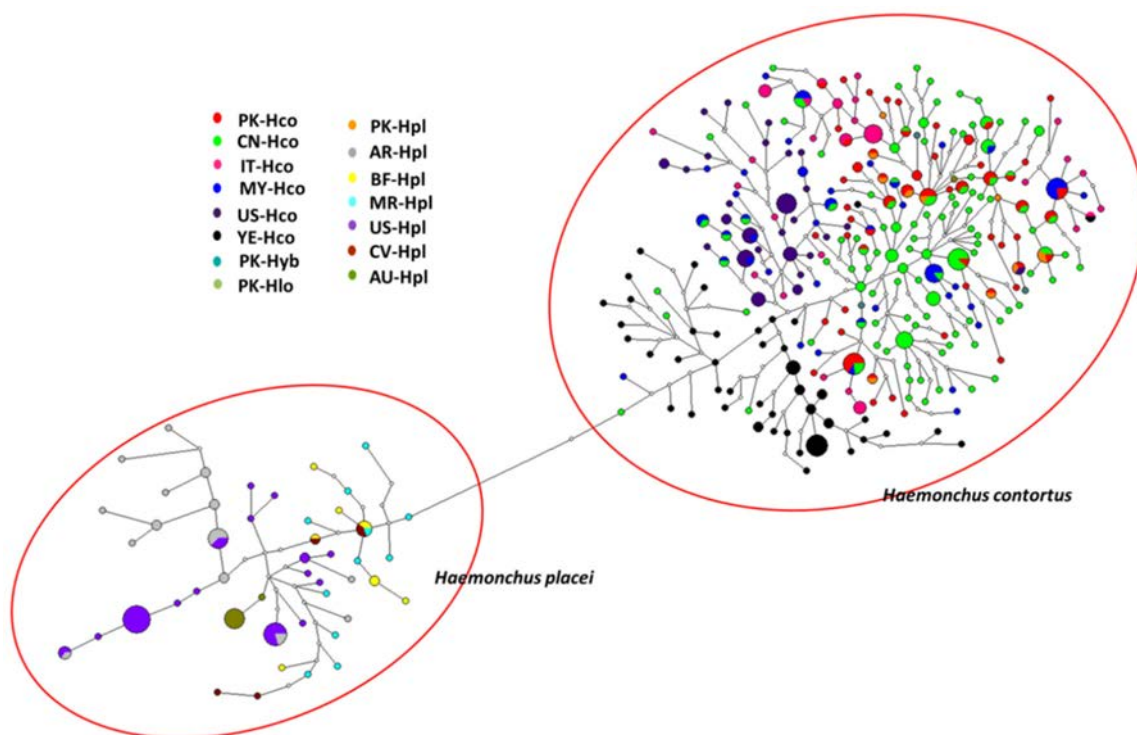 PK-Hco
CN-Hco
IT-Hco
MY-Hco
US-Hco
YE-Hco
PK-Hyb
PK-Hlo
PK-Hpl
AR-Hpl
BF-Hpl
MR-Hpl
US-Hpl
CV-Hpl
AU-Hpl
Haemonchus contortus
Haemonchus placei